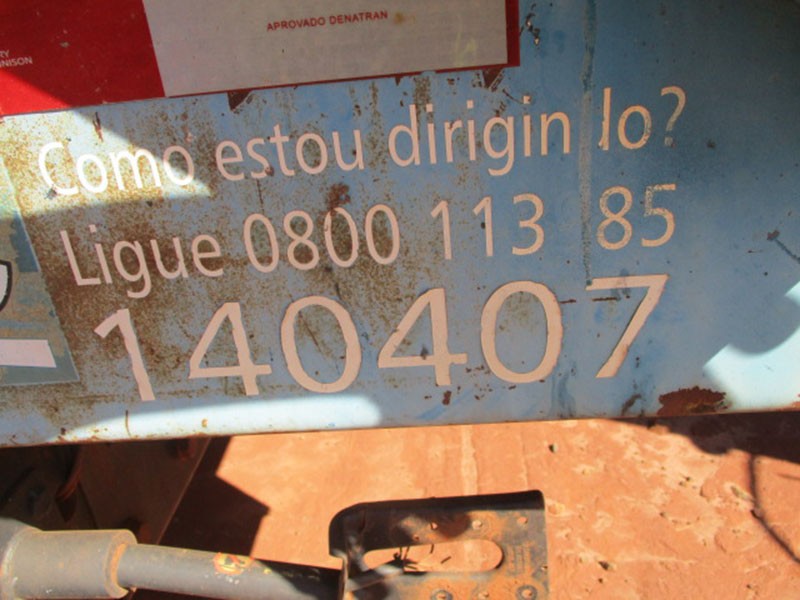 APROVADO DENATRAN
Como estou dirigin lo?
Ligue 0800 113 85
140407